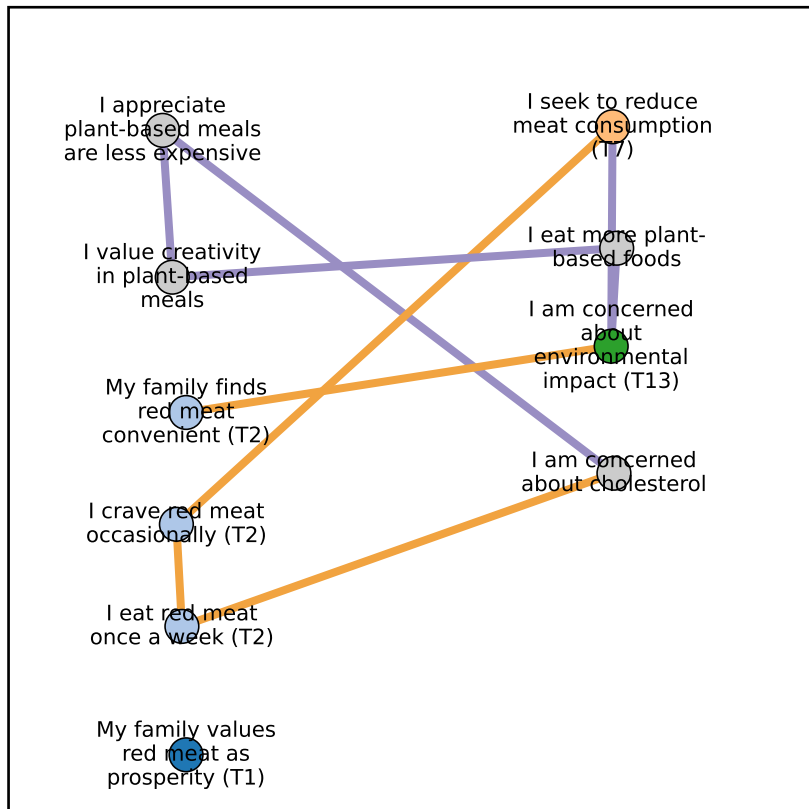 I appreciate
plant-based meals
are less expensive
I seek to reduce
meat consumption
(T7)
I value creativity
in plant-based
meals
I eat more plant-
based foods
I am concerned
about
environmental
impact (T13)
My family finds
red meat
convenient (T2)
I am concerned
about cholesterol
I crave red meat
occasionally (T2)
I eat red meat
once a week (T2)
My family values
red meat as
prosperity (T1)